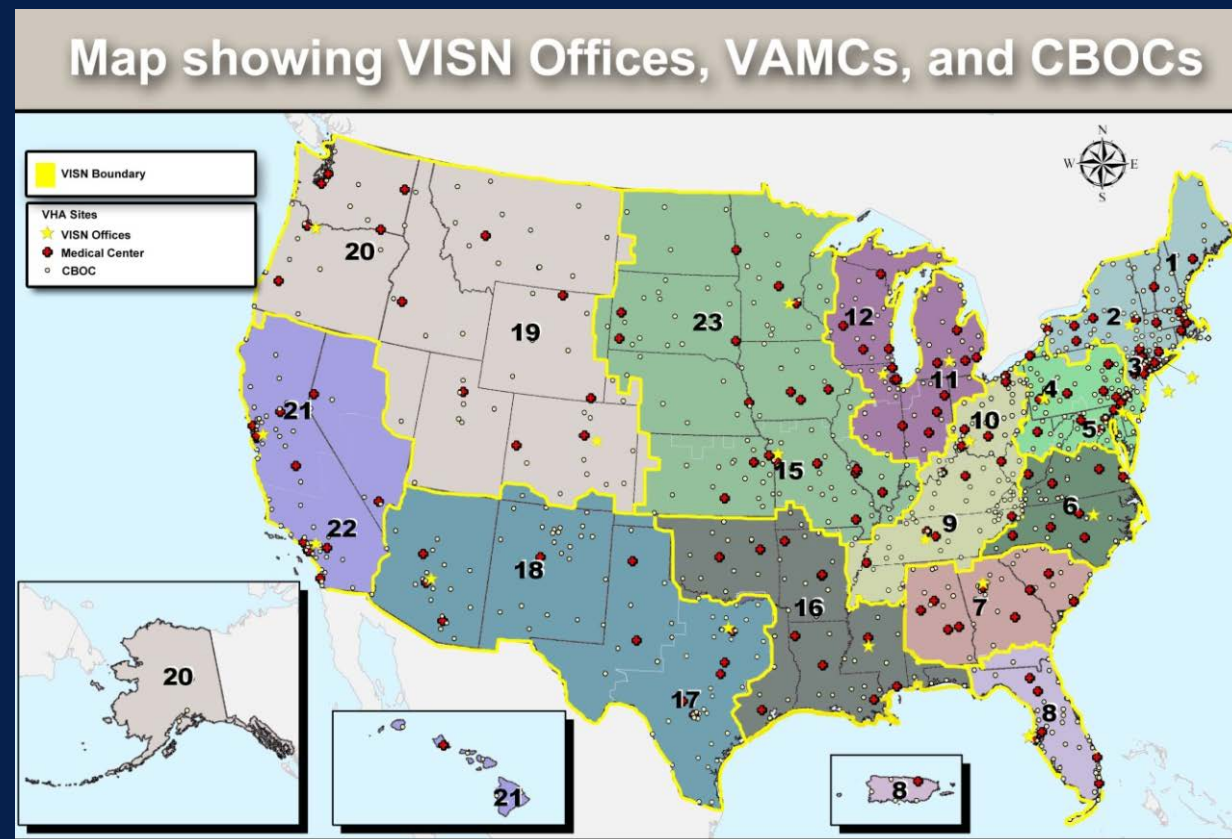 Map showing VISN Offices, VAMCs, and CBOCs
VISN Boundary
VHA Sites
VISN Offices
Medical Center
CBOC
N
W E
S
20
19
23
12
11
1
2
3
4
5
10
21
15
6
9
22
18
16
7
17
8
20
21
8